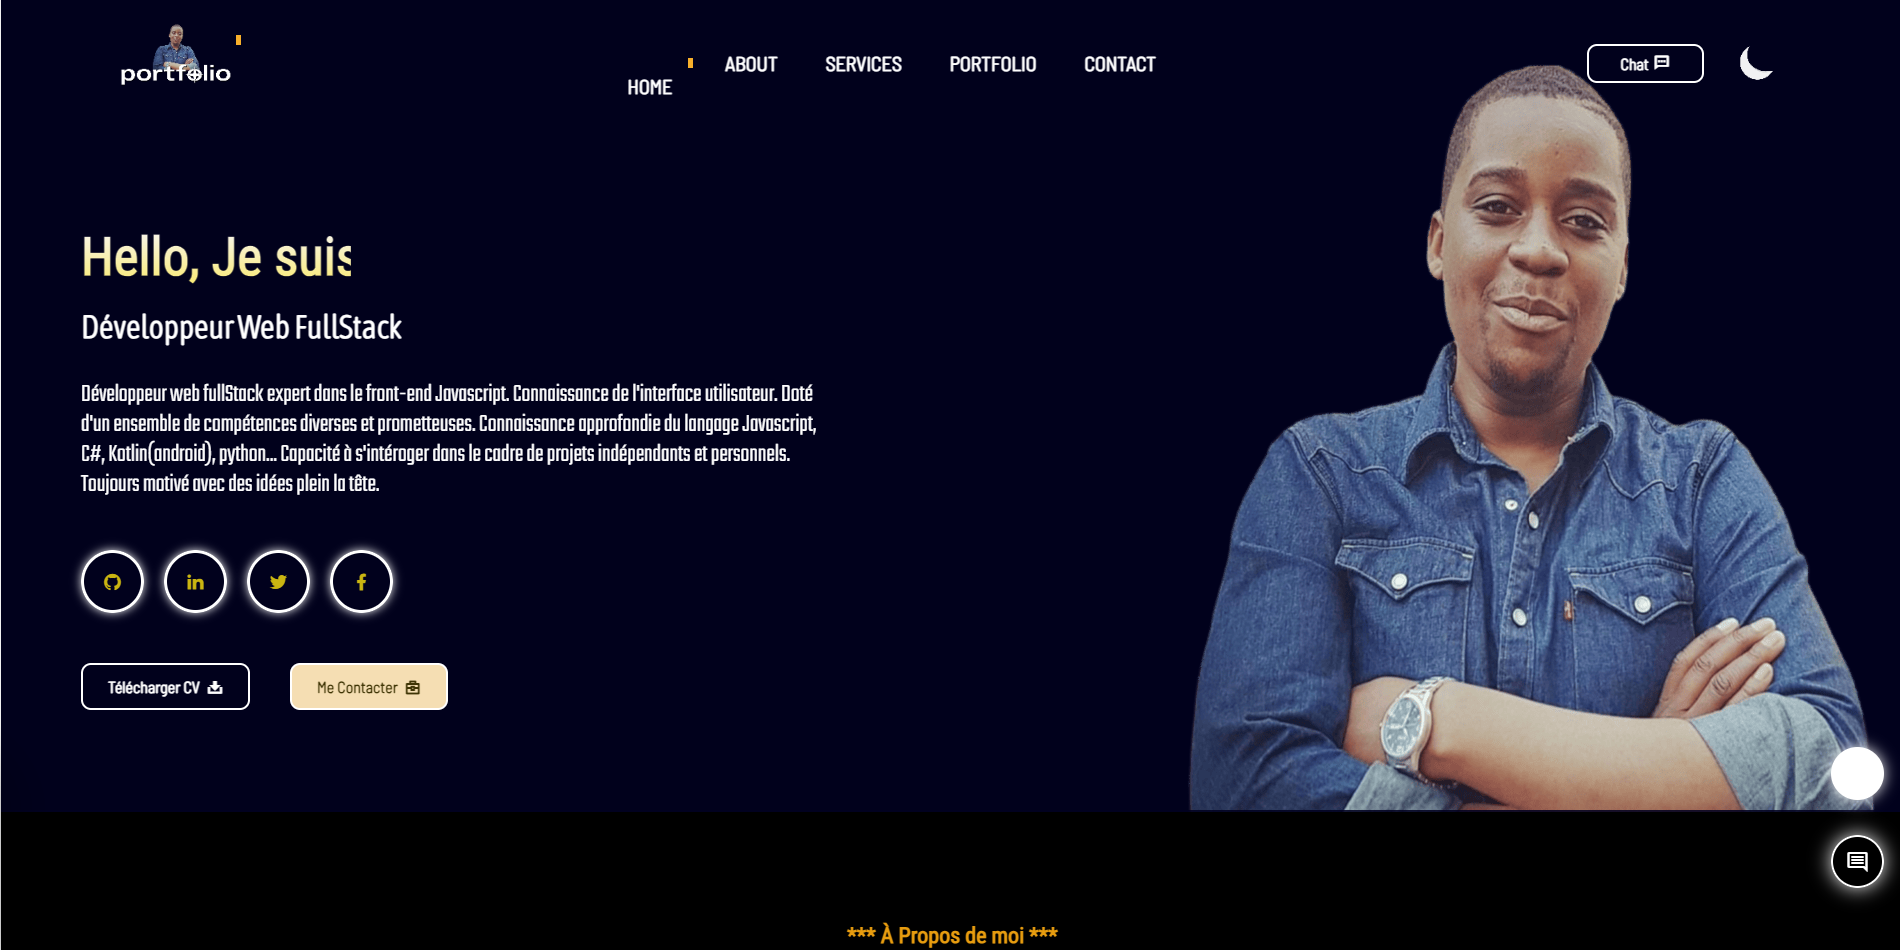 portfolio
HOME
ABOUT
SERVICES
PORTFOLIO
CONTACT
Chat
Hello, Je suis
Développeur Web FullStack
Développeur web fullStack expert dans le front-end Javascript. Connaissance de l'interface utilisateur. Doté
d'un ensemble de compétences diverses et prometteuses. Connaissance approfondie du langage Javascript,
C#, Kotlin(android), python... Capacité à s'intéroger dans le cadre de projets indépendants et personnels.
Toujours motivé avec des idées plein la tête.
Télécharger CV
Me Contacter
*** À Propos de moi ***